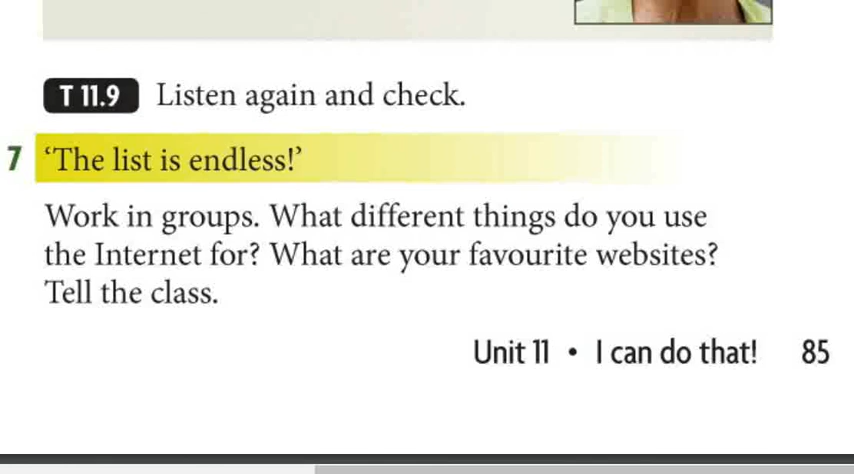 T 11.9 Listen again and check.
7 ‘The list is endless!’
Work in groups. What different things do you use
the Internet for? What are your favourite websites?
Tell the class.
Unit 11 • I can do that! 85